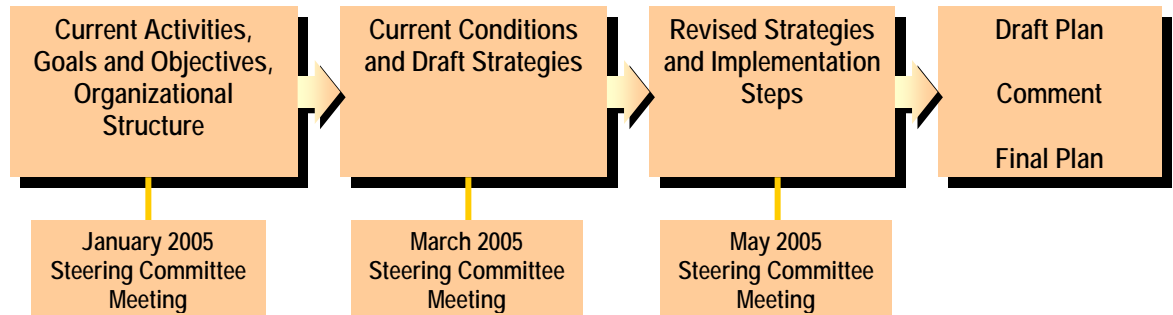 Current Activities,
Goals and Objectives,
Organizational
Structure
Current Conditions
and Draft Strategies
Revised Strategies
and Implementation
Steps
Draft Plan
Comment
Final Plan
January 2005
Steering Committee
Meeting
March 2005
Steering Committee
Meeting
May 2005
Steering Committee
Meeting